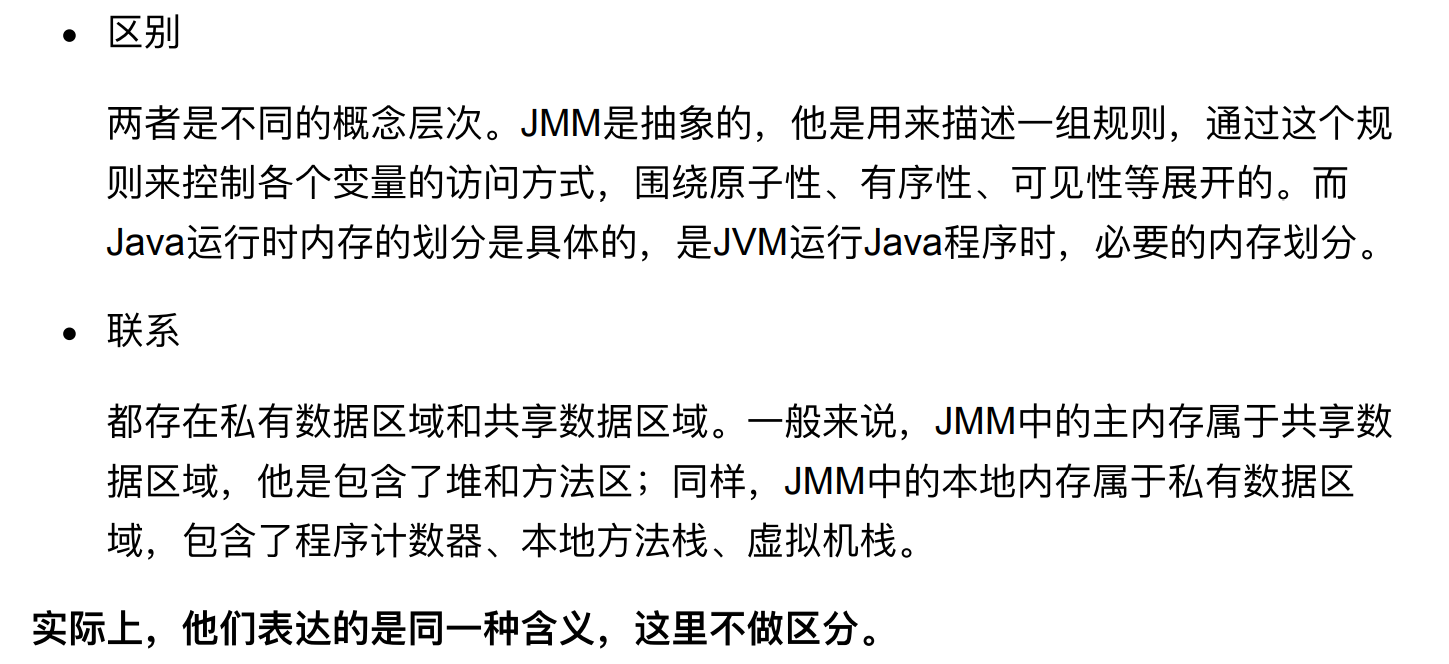 区别
两者是不同的概念层次。JMM是抽象的，他是用来描述一组规则，通过这个规
则来控制各个变量的访问方式，围绕原子性、有序性、可见性等展开的。而
Java运行时内存的划分是具体的，是JVM运行Java程序时，必要的内存划分。
联系
都存在私有数据区域和共享数据区域。一般来说，JMM中的主内存属于共享数
据区域，他是包含了堆和方法区；同样，JMM中的本地内存属于私有数据区
域，包含了程序计数器、本地方法栈、虚拟机栈。
实际上，他们表达的是同一种含义，这里不做区分。